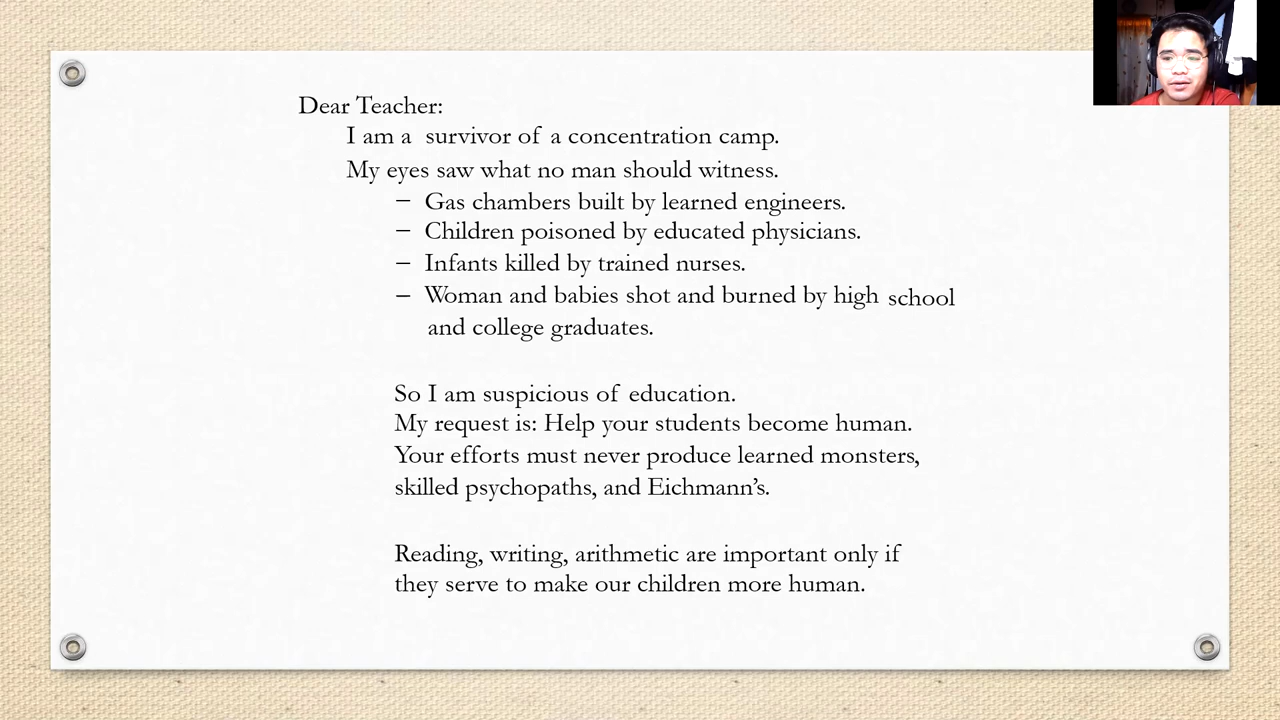 Dear Teacher:
I am a survivor of a concentration camp.
My eyes saw what no man should witness.
– Gas chambers built by learned engineers.
– Children poisoned by educated physicians.
– Infants killed by trained nurses.
– Woman and babies shot and burned by high school
and college graduates.
So I am suspicious of education.
My request is: Help your students become human.
Your efforts must never produce learned monsters,
skilled psychopaths, and Eichmann’s.
Reading, writing, arithmetic are important only if
they serve to make our children more human.